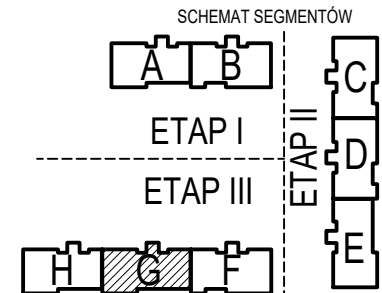 SCHEMAT SEGMENTÓW
A B
C
ETAP I
ETAP II
D
ETAP III
H G F
E